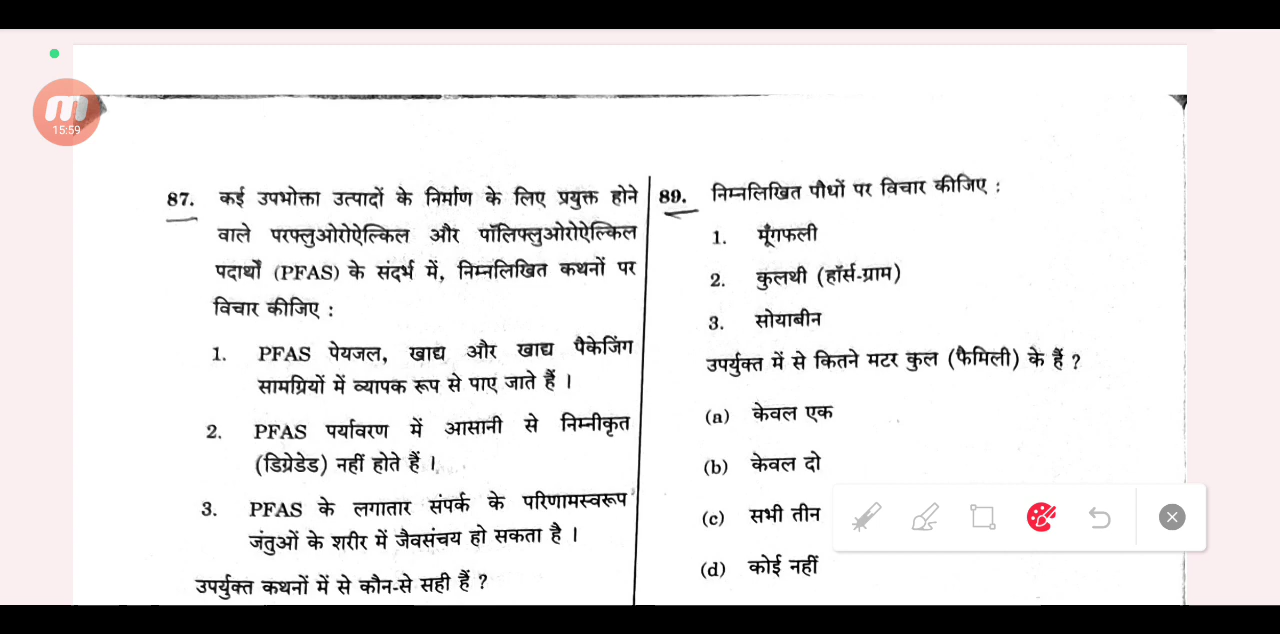 15:59
87. कई उपभोक्ता उत्पादों के निर्माण के लिए प्रयुक्त होने
वाले परफ्लुओरोऐल्किल और पॉलिफ्लुओरोऐल्किल
पदार्थों (PFAS) के संदर्भ में, निम्नलिखित कथनों पर
विचार कीजिए :
1. PFAS पेयजल, खाद्य और खाद्य पैकेजिंग
सामग्रियों में व्यापक रूप से पाए जाते हैं ।
2. PFAS पर्यावरण में आसानी से निम्नीकृत
(डिग्रेडेड) नहीं होते हैं ।
3. PFAS के लगातार संपर्क के परिणामस्वरूप
जंतुओं के शरीर में जैवसंचय हो सकता है ।
उपर्युक्त कथनों में से कौन-से सही हैं ?
89. निम्नलिखित पौधों पर विचार कीजिए :
1. मूँगफली
2. कुलथी (हॉर्स-ग्राम)
3. सोयाबीन
उपर्युक्त में से कितने मटर कुल (फैमिली) के हैं ?
(a) केवल एक
(b) केवल दो
(c) सभी तीन
(d) कोई नहीं